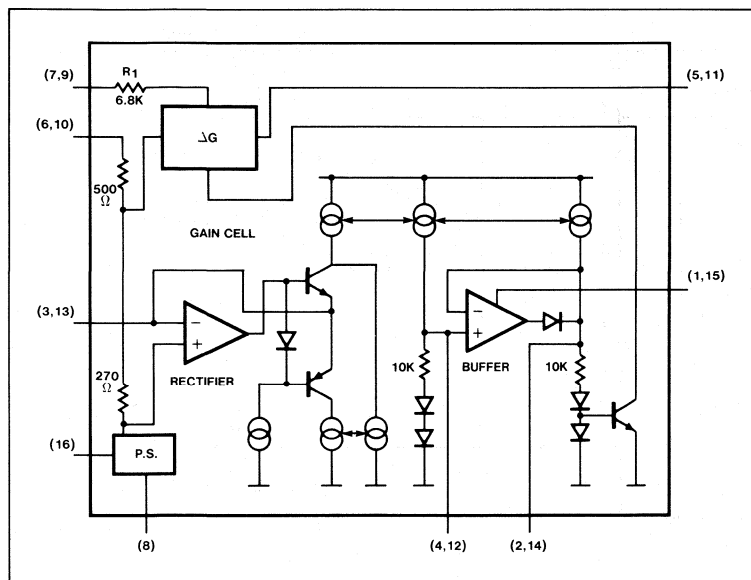 (7,9)
R1
6.8K
(5,11)
(6,10)
ΔG
500
Ω
GAIN CELL
(1,15)
(3,13)
−
+
RECTIFIER
−
+
BUFFER
10K
10K
270
Ω
(16)
P.S.
(8)
(4,12)
(2,14)